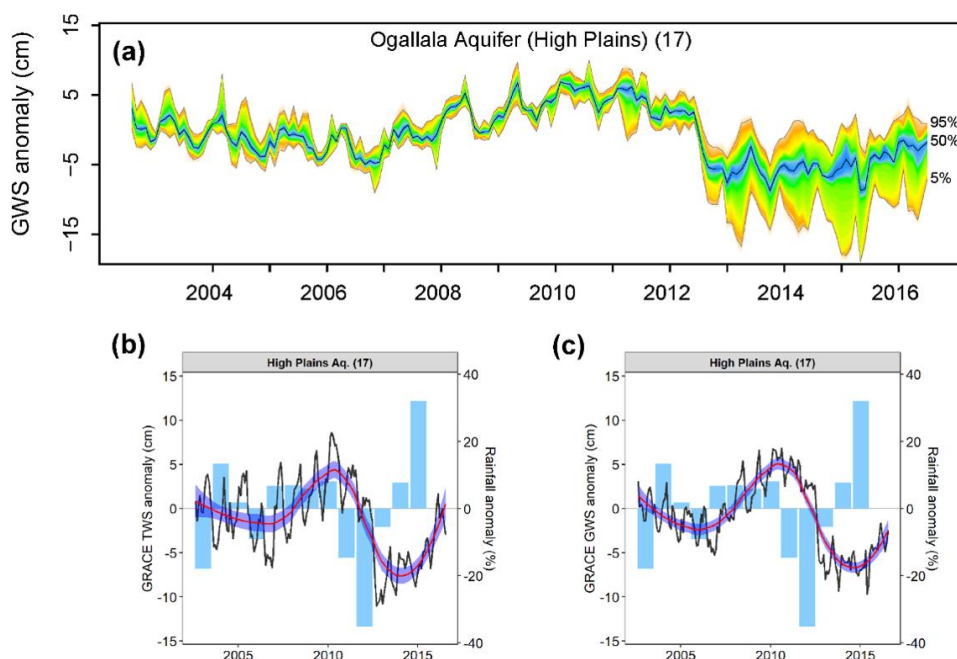 (a)
Ogallala Aquifer (High Plains) (17)
GWS anomaly (cm)
15
5
−5
−15
95%
50%
5%
2004 2006 2008 2010 2012 2014 2016
(b)
High Plains Aq. (17)
GRACE TWS anomaly (cm)
15
10
5
0
-5
-10
-15
40
20
0
-20
-40
Rainfall anomaly (%)
2005 2010 2015
(c)
High Plains Aq. (17)
GRACE GWS anomaly (cm)
15
10
5
0
-5
-10
-15
40
20
0
-20
-40
Rainfall anomaly (%)
2005 2010 2015